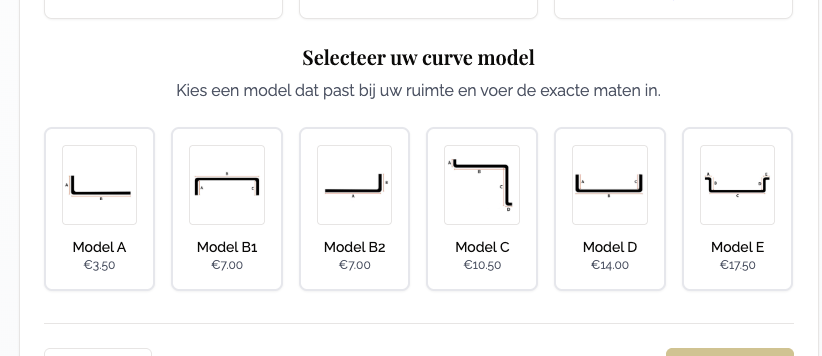 Selecteer uw curve model
Kies een model dat past bij uw ruimte en voer de exacte maten in.
A
B
B
A
C
E
A
A
B
C
D
A
C
B
A
E
D
D
C
Model A
Model B1
Model B2
Model C
Model D
Model E
€3.50
€7.00
€7.00
€10.50
€14.00
€17.50